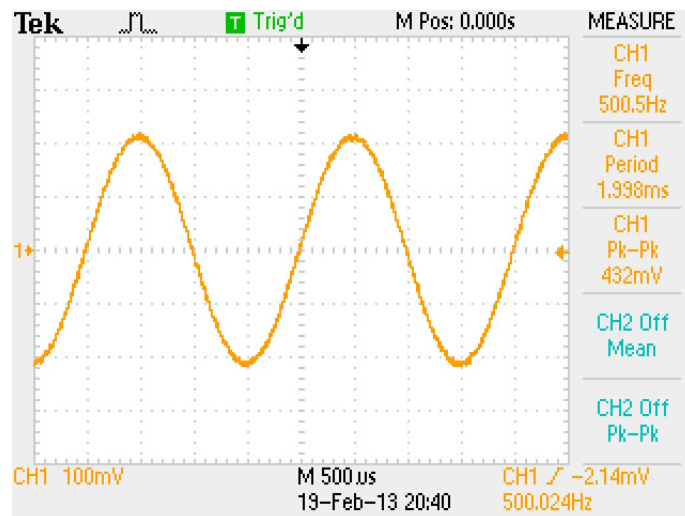 Tek T Trig'd M Pos: 0.000s MEASURE
CH1
Freq
500.5Hz
CH1
Period
1.998ms
CH1
Pk-Pk
432mV
CH2 Off
Mean
CH2 Off
Pk-Pk
1
CH1 100mV M 500µs CH1 -2.14mV
19-Feb-13 20:40 500.024Hz